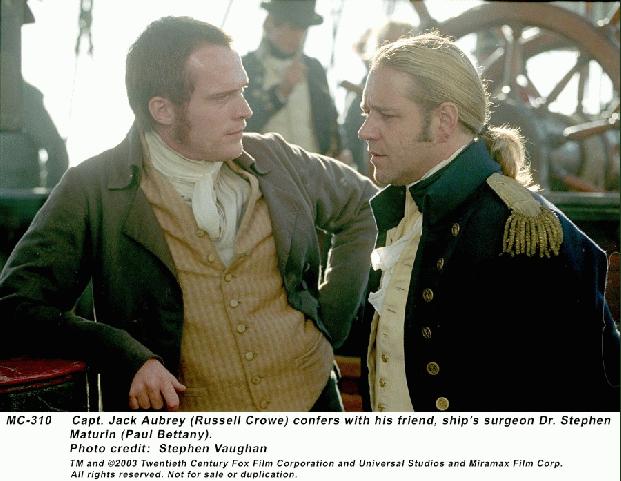 MC-310 Capt. Jack Aubrey (Russell Crowe) confers with his friend, ship's surgeon Dr. Stephen
Maturin (Paul Bettany).
Photo credit: Stephen Vaughan
TM and ©2003 Twentieth Century Fox Film Corporation and Universal Studios and Miramax Film Corp.
All rights reserved. Not for sale or duplication.